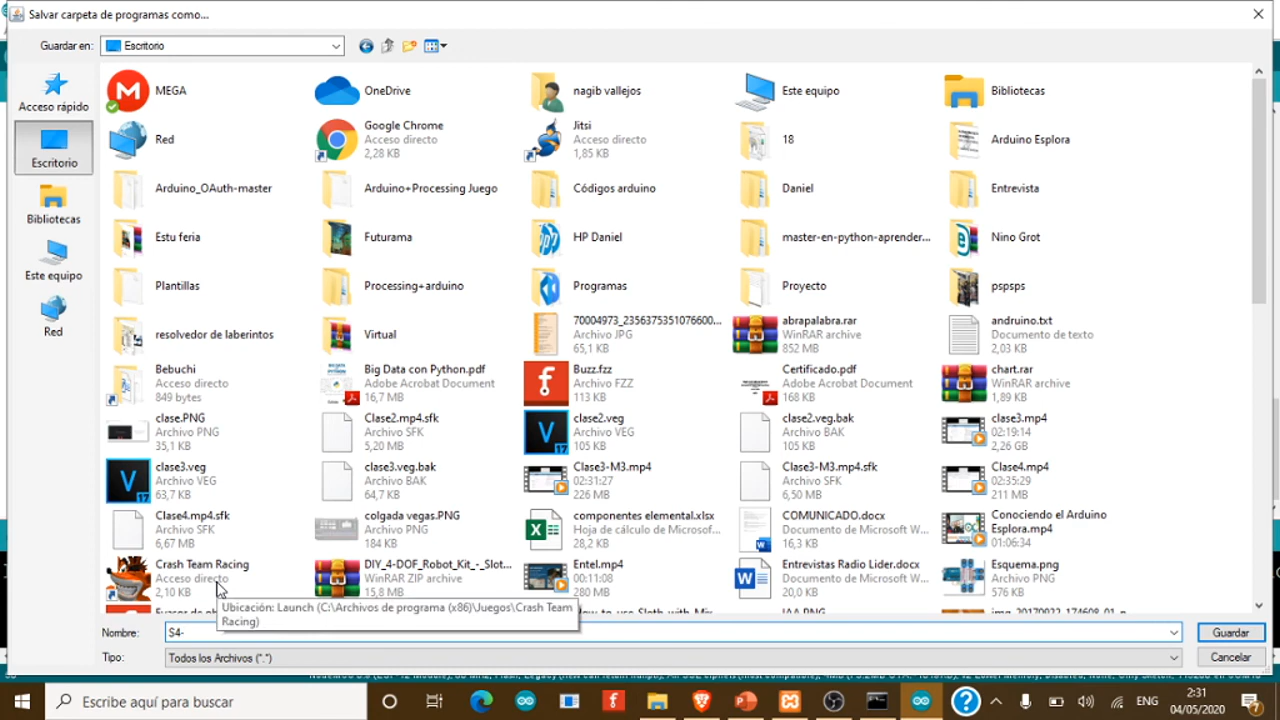 Salvar carpeta de programas como...
Guardar en:
Escritorio
Acceso rápido
Escritorio
Bibliotecas
Este equipo
Red
MEGA
OneDrive
nagib vallejos
Este equipo
Bibliotecas
Red
Google Chrome
Acceso directo
2,28 KB
Jitsi
Acceso directo
1,85 KB
18
Arduino Esplora
Arduino_OAuth-master
Arduino+Processing Juego
Códigos arduino
Daniel
Entrevista
Estu feria
Futurama
HP Daniel
master-en-python-aprender...
Nino Grot
Plantillas
Processing+arduino
Programas
Proyecto
pspsps
resolvedor de laberintos
Virtual
70004973_2356375351076600...
Archivo JPG
65,1 KB
abrapalabra.rar
WinRAR archive
852 MB
andruino.txt
Documento de texto
2,03 KB
Bebuchi
Acceso directo
849 bytes
Big Data con Python.pdf
Adobe Acrobat Document
16,7 MB
Buzz.fzz
Archivo FZZ
113 KB
Certificado.pdf
Adobe Acrobat Document
168 KB
chart.rar
WinRAR archive
1,89 KB
clase.PNG
Archivo PNG
35,1 KB
Clase2.mp4.sfk
Archivo SFK
5,20 MB
clase2.veg
Archivo VEG
105 KB
clase2.veg.bak
Archivo BAK
105 KB
clase3.mp4
02:19:14
2,26 GB
clase3.veg
Archivo VEG
63,7 KB
clase3.veg.bak
Archivo BAK
64,7 KB
Clase3-M3.mp4
02:31:27
226 MB
Clase3-M3.mp4.sfk
Archivo SFK
6,50 MB
Clase4.mp4
02:35:29
211 MB
Clase4.mp4.sfk
Archivo SFK
6,67 MB
colgada vegas.PNG
Archivo PNG
184 KB
componentes elemental.xlsx
Hoja de cálculo de Microsof...
28,2 KB
COMUNICADO.docx
Documento de Microsoft W...
16,3 KB
Conociendo el Arduino
Esplora.mp4
01:06:34
Crash Team Racing
Acceso directo
2,10 KB
DIY_4-DOF_Robot_Kit_-_Slot...
WinRAR ZIP archive
15,8 MB
Entel.mp4
00:11:08
280 MB
Entrevistas Radio Lider.docx
Documento de Microsoft W...
20,0 KB
Esquema.png
Archivo PNG
576 KB
Ubicación: Launch (C:\Archivos de programa (x86)\Juegos\Crash Team
Racing)
Nombre:
S4-
Guardar
Tipo:
Todos los Archivos (*.*)
Cancelar
Escribe aquí para buscar
ENG
2:31
04/05/2020